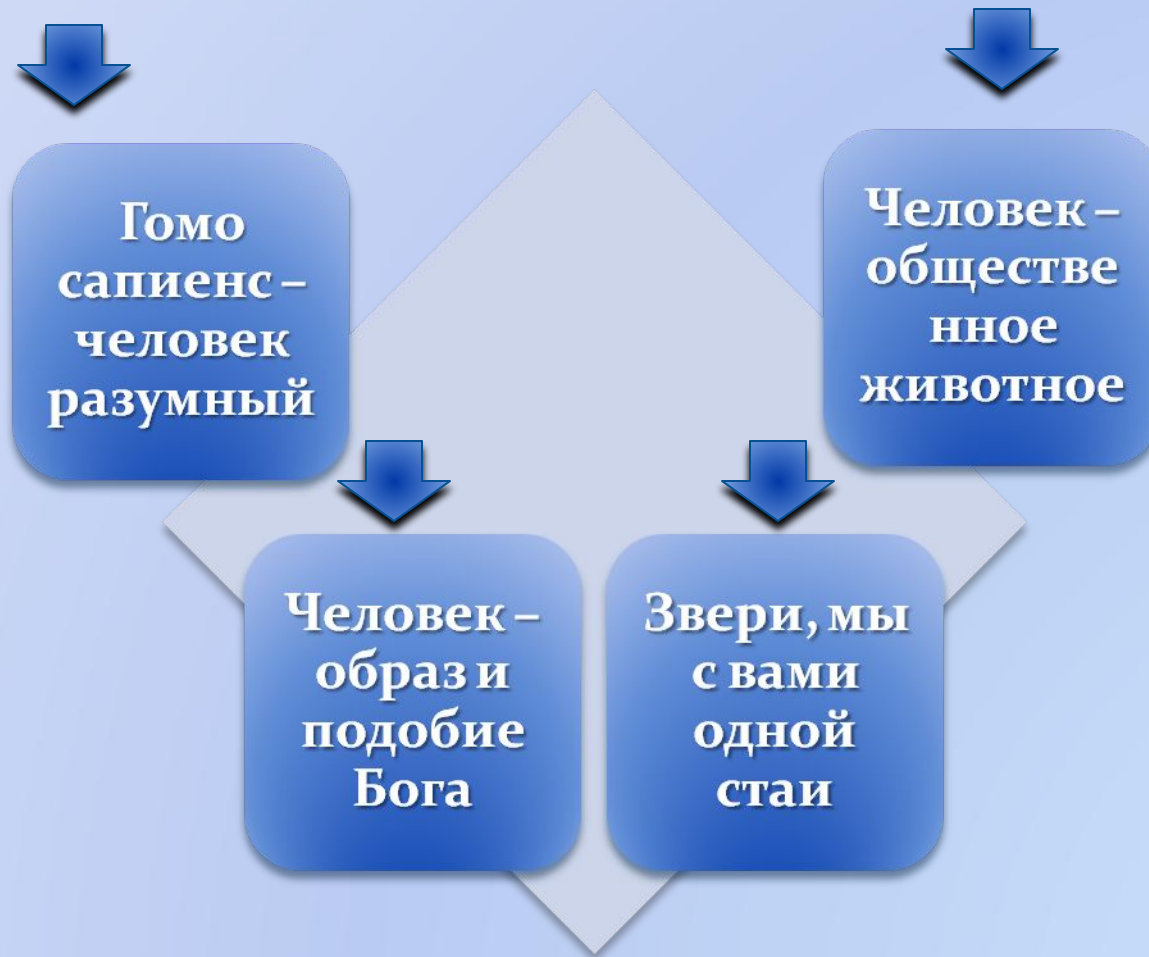 Гомо
сапиенс –
человек
разумный
Человек –
обществе
нное
животное
Человек –
образ и
подобие
Бога
Звери, мы
с вами
одной
стаи